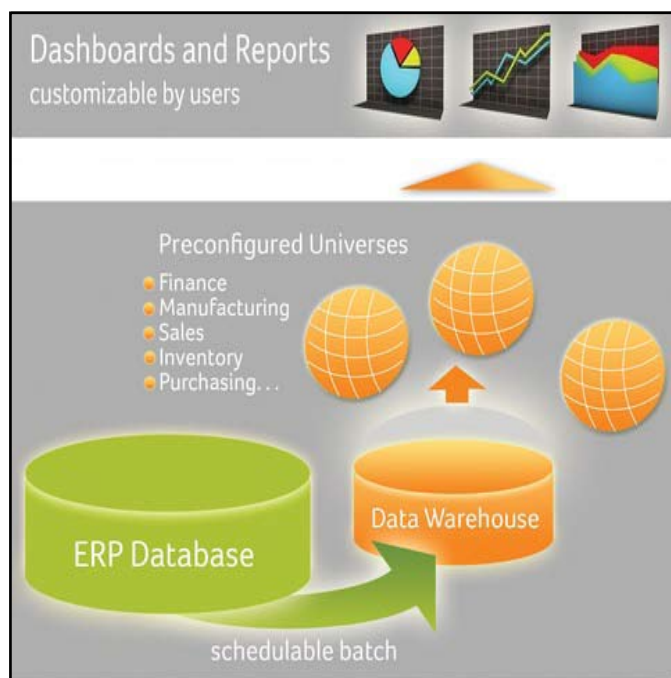 Dashboards and Reports
customizable by users
Preconfigured Universes
Finance
Manufacturing
Sales
Inventory
Purchasing...
Data Warehouse
ERP Database
schedulable batch